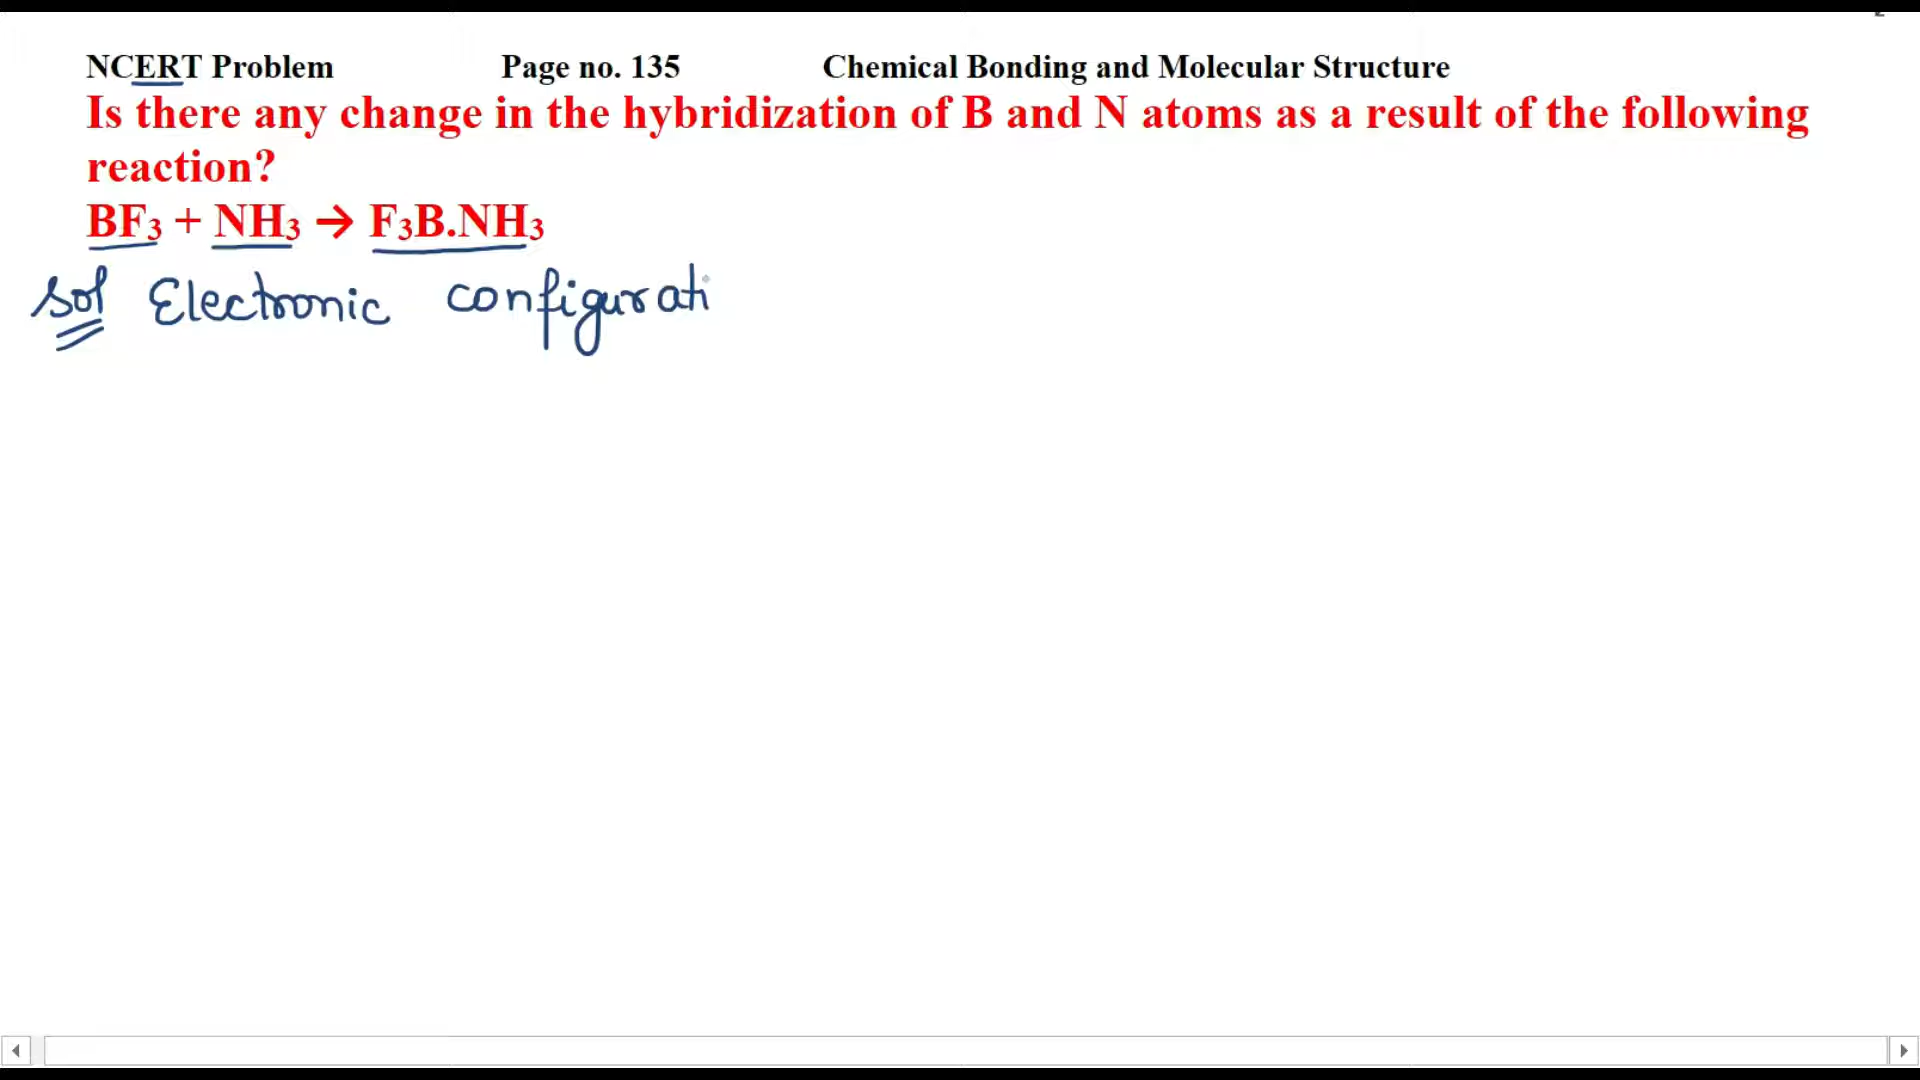 NCERT Problem Page no. 135 Chemical Bonding and Molecular Structure
Is there any change in the hybridization of B and N atoms as a result of the following
reaction?
BF₃ + NH₃ → F₃B.NH₃
Sol Electronic configurati